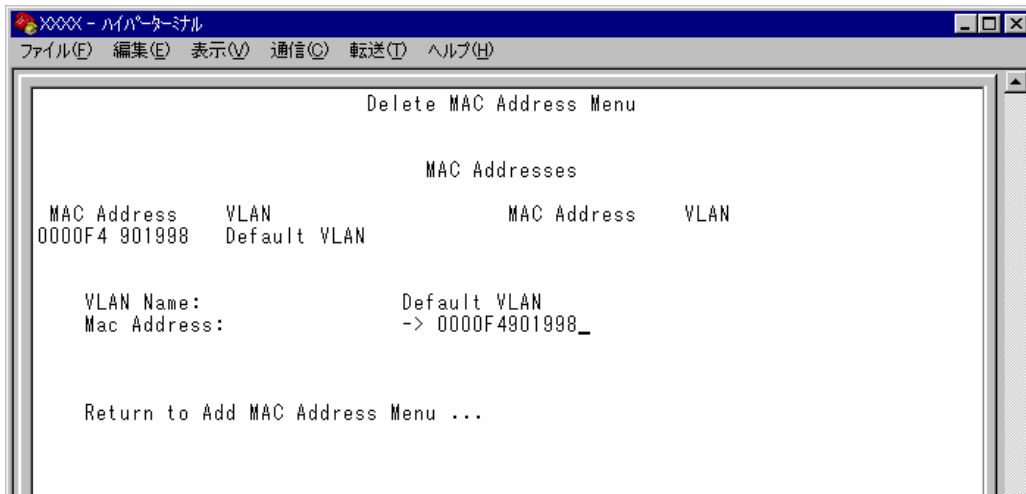 XXXX - ハイパーターミナル
ファイル(F) 編集(E) 表示(V) 通信(C) 転送(T) ヘルプ(H)
Delete MAC Address Menu
MAC Addresses
MAC Address VLAN MAC Address VLAN
0000F4 901998 Default VLAN
VLAN Name: Default VLAN
Mac Address: -> 0000F4901998_
Return to Add MAC Address Menu ...